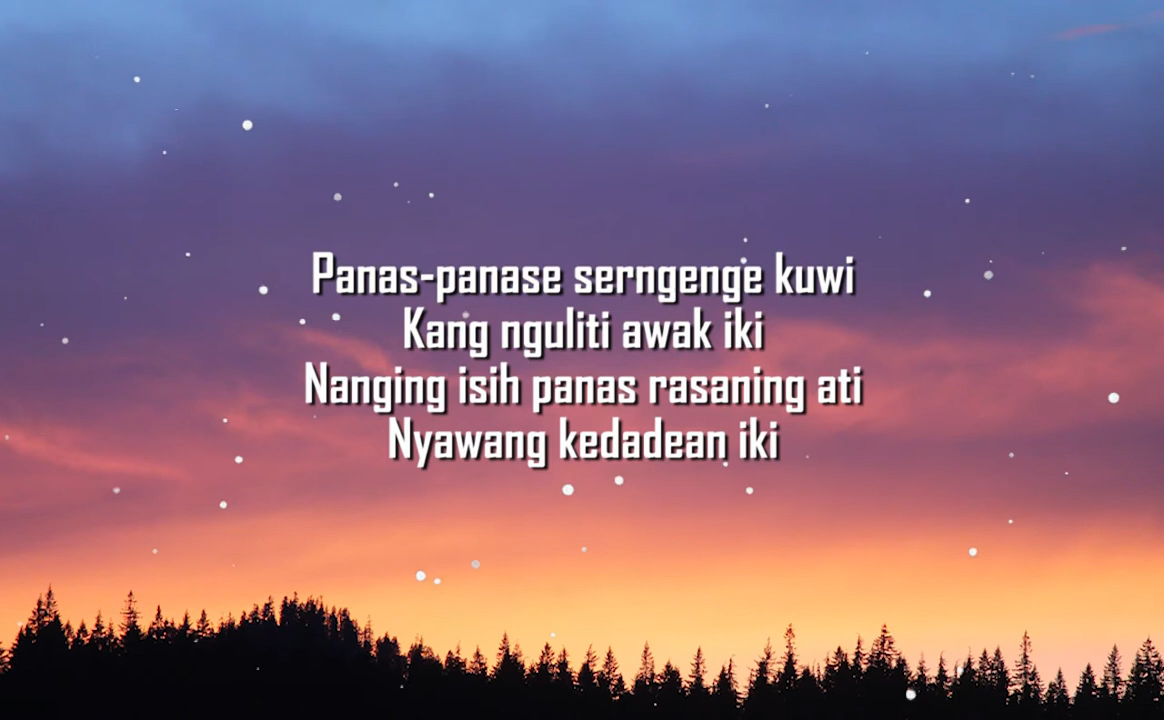 Panas-panase serngenge kuwi
Kang nguliti awak iki
Nanging isih panas rasaning ati
Nyawang kedadean iki